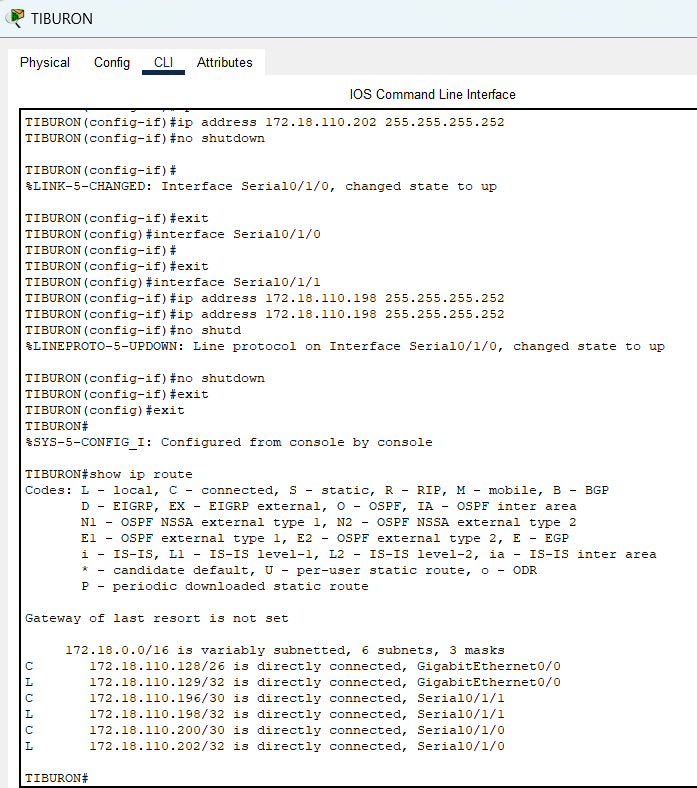 TIBURON
Physical Config CLI Attributes
IOS Command Line Interface
TIBURON(config-if)#ip address 172.18.110.202 255.255.255.252
TIBURON(config-if)#no shutdown
TIBURON(config-if)#
%LINK-5-CHANGED: Interface Serial0/1/0, changed state to up
TIBURON(config-if)#exit
TIBURON(config)#interface Serial0/1/0
TIBURON(config-if)#
TIBURON(config-if)#exit
TIBURON(config)#interface Serial0/1/1
TIBURON(config-if)#ip address 172.18.110.198 255.255.255.252
TIBURON(config-if)#ip address 172.18.110.198 255.255.255.252
TIBURON(config-if)#no shutd
%LINEPROTO-5-UPDOWN: Line protocol on Interface Serial0/1/0, changed state to up
TIBURON(config-if)#no shutdown
TIBURON(config-if)#exit
TIBURON(config)#exit
TIBURON#
%SYS-5-CONFIG_I: Configured from console by console
TIBURON#show ip route
Codes: L - local, C - connected, S - static, R - RIP, M - mobile, B - BGP
D - EIGRP, EX - EIGRP external, O - OSPF, IA - OSPF inter area
N1 - OSPF NSSA external type 1, N2 - OSPF NSSA external type 2
E1 - OSPF external type 1, E2 - OSPF external type 2, E - EGP
i - IS-IS, L1 - IS-IS level-1, L2 - IS-IS level-2, ia - IS-IS inter area
* - candidate default, U - per-user static route, o - ODR
P - periodic downloaded static route
Gateway of last resort is not set
172.18.0.0/16 is variably subnetted, 6 subnets, 3 masks
C 172.18.110.128/26 is directly connected, GigabitEthernet0/0
L 172.18.110.129/32 is directly connected, GigabitEthernet0/0
C 172.18.110.196/30 is directly connected, Serial0/1/1
L 172.18.110.198/32 is directly connected, Serial0/1/1
C 172.18.110.200/30 is directly connected, Serial0/1/0
L 172.18.110.202/32 is directly connected, Serial0/1/0
TIBURON#